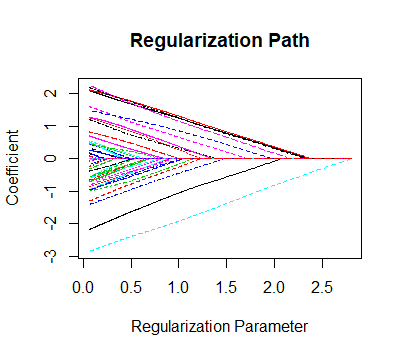 Regularization Path
Coefficient
2
1
0
-1
-2
-3
0.0 0.5 1.0 1.5 2.0 2.5
Regularization Parameter